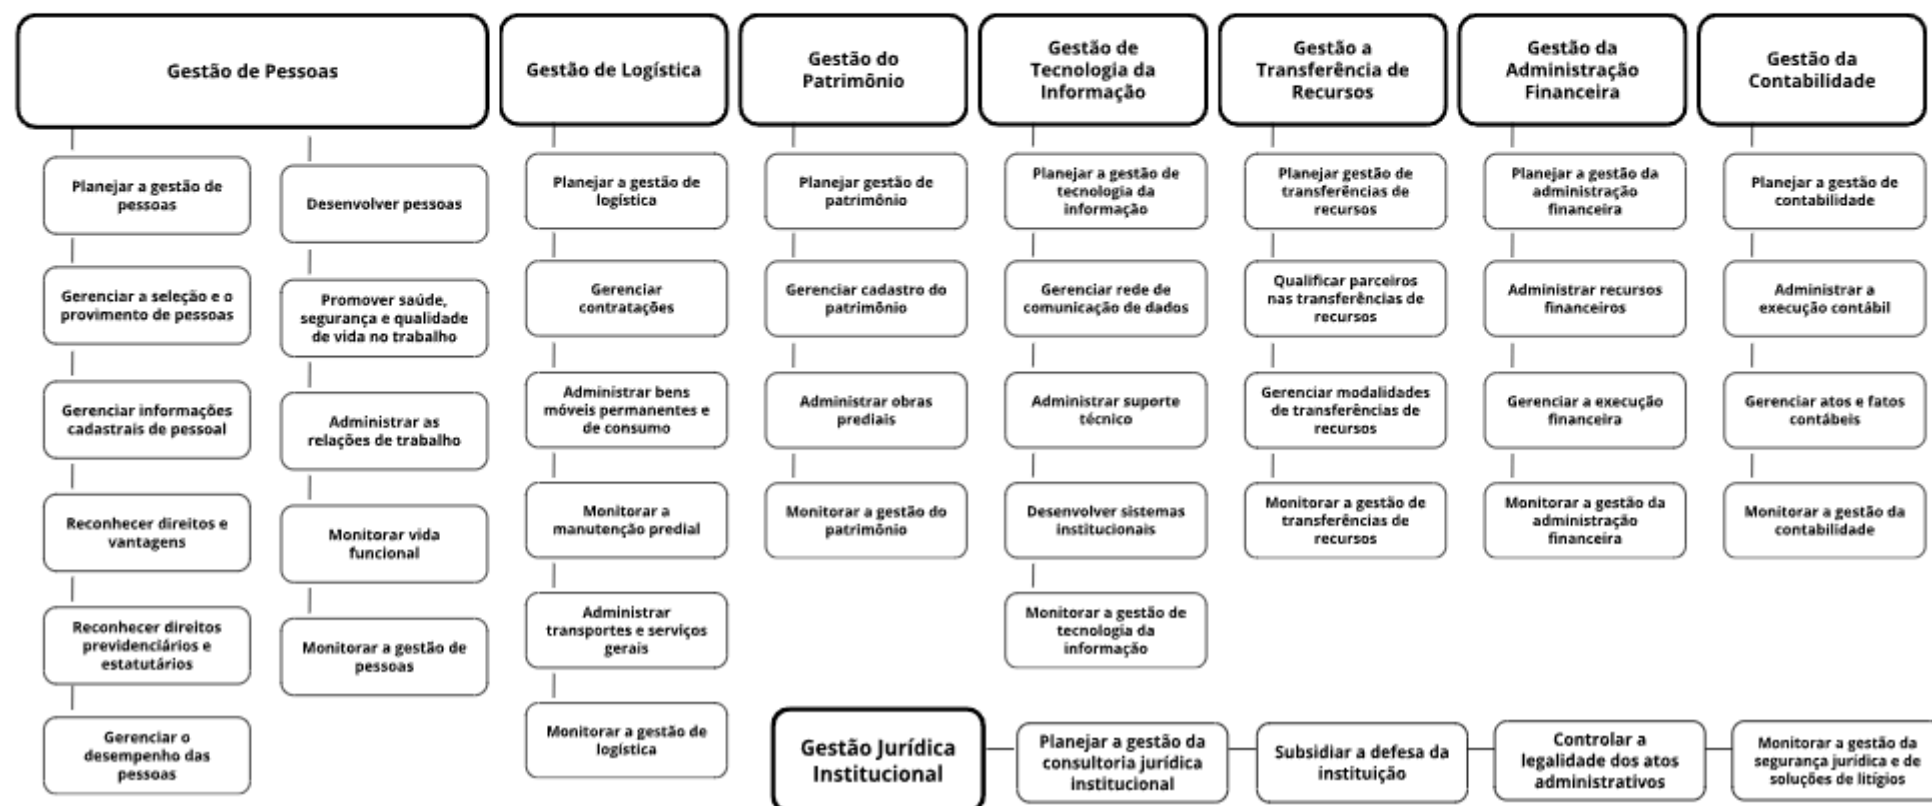 Gestão de Pessoas
Planejar a gestão de
pessoas
Gerenciar a seleção e o
provimento de pessoas
Gerenciar informações
cadastrais de pessoal
Reconhecer direitos e
vantagens
Reconhecer direitos
previdenciários e
estatutários
Gerenciar o
desempenho das
pessoas
Desenvolver pessoas
Promover saúde,
segurança e qualidade
de vida no trabalho
Administrar as
relações de trabalho
Monitorar vida
funcional
Monitorar a gestão de
pessoas
Gestão de Logística
Planejar a gestão de
logística
Gerenciar
contratações
Administrar bens
móveis permanentes e
de consumo
Monitorar a
manutenção predial
Administrar
transportes e serviços
gerais
Monitorar a gestão de
logística
Gestão do
Patrimônio
Planejar gestão de
patrimônio
Gerenciar cadastro do
patrimônio
Administrar obras
prediais
Monitorar a gestão do
patrimônio
Gestão de
Tecnologia da
Informação
Planejar a gestão de
tecnologia da
informação
Gerenciar rede de
comunicação de dados
Administrar suporte
técnico
Desenvolver sistemas
institucionais
Monitorar a gestão de
tecnologia da
informação
Gestão a
Transferência de
Recursos
Planejar gestão de
transferências de
recursos
Qualificar parceiros
nas transferências de
recursos
Gerenciar modalidades
de transferências de
recursos
Monitorar a gestão de
transferências de
recursos
Gestão da
Administração
Financeira
Planejar a gestão da
administração
financeira
Administrar recursos
financeiros
Gerenciar a execução
financeira
Monitorar a gestão da
administração
financeira
Gestão da
Contabilidade
Planejar a gestão de
contabilidade
Administrar a
execução contábil
Gerenciar atos e fatos
contábeis
Monitorar a gestão da
contabilidade
Gestão Jurídica
Institucional
Planejar a gestão da
consultoria jurídica
institucional
Subsidiar a defesa da
instituição
Controlar a
legalidade dos atos
administrativos
Monitorar a gestão da
segurança jurídica e de
soluções de litígios